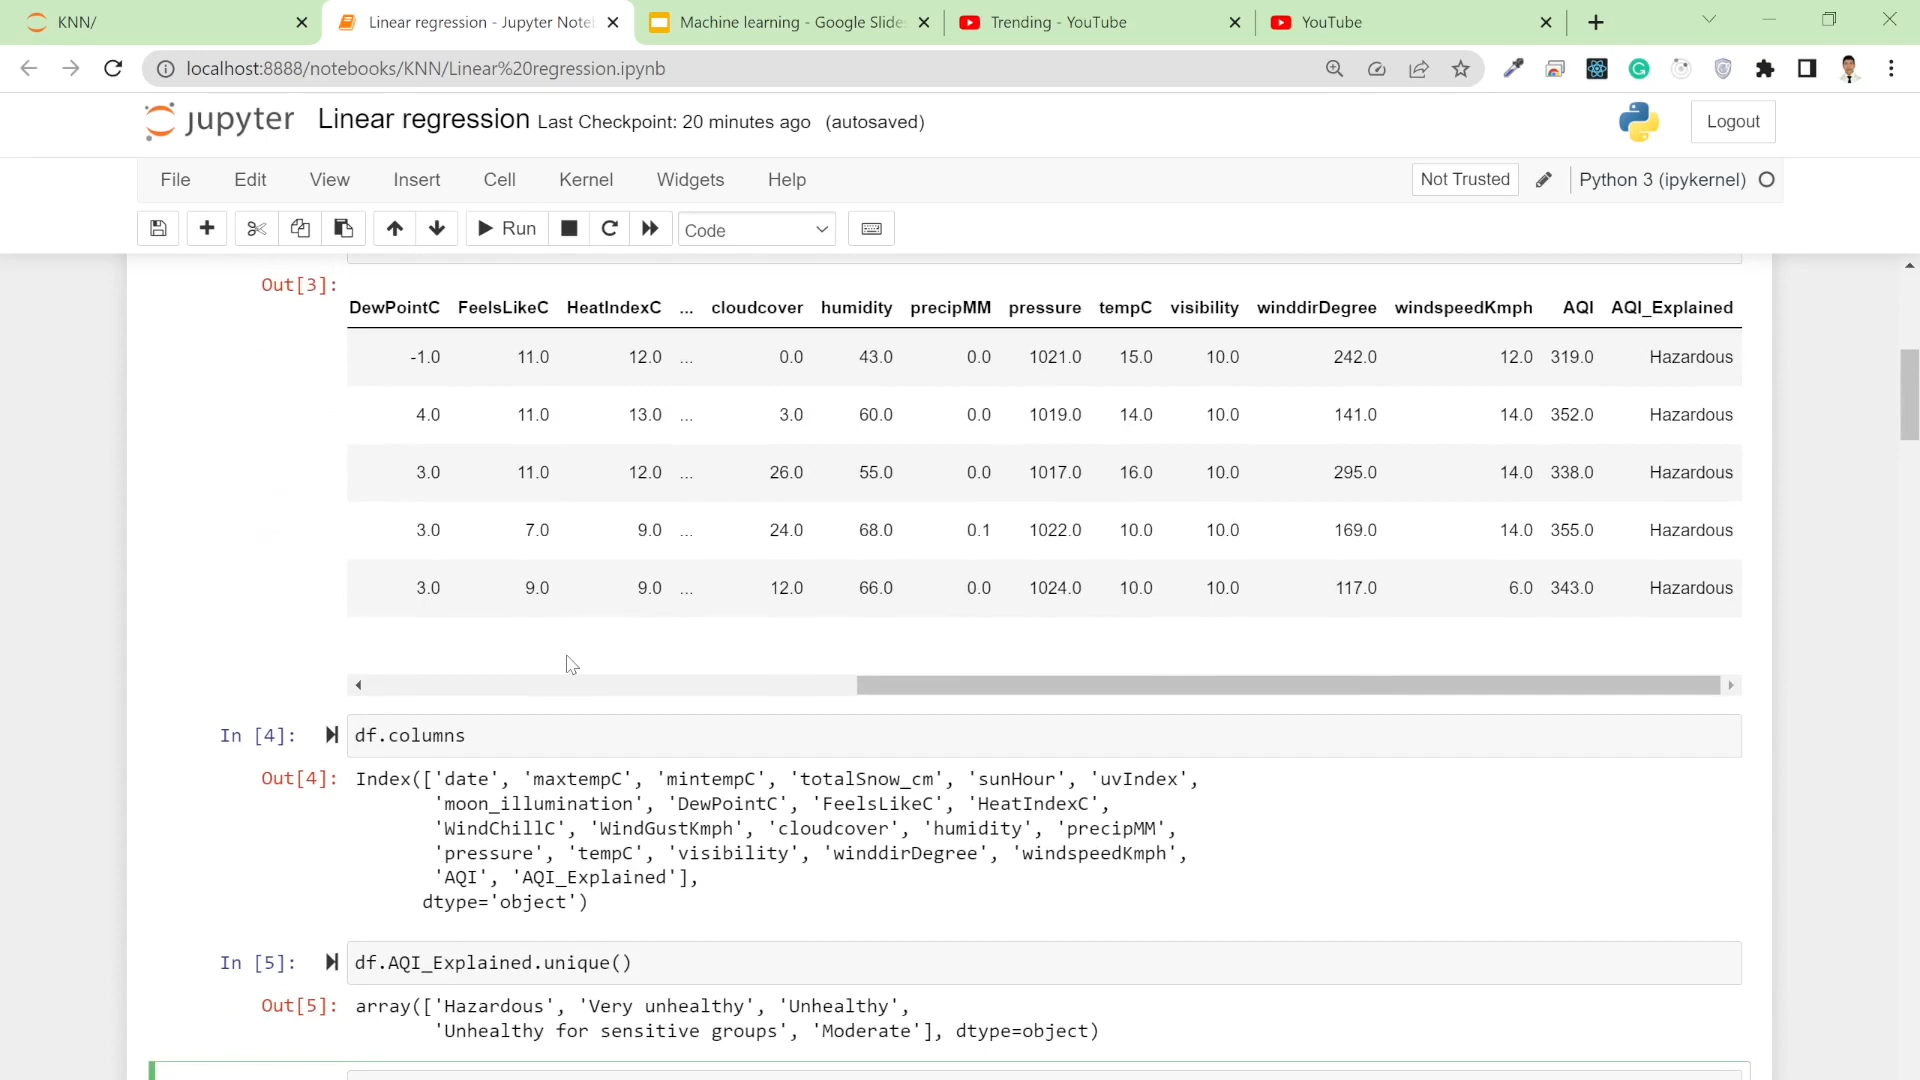 KNN/
Linear regression - Jupyter Note
Machine learning - Google Slide
Trending - YouTube
YouTube
localhost:8888/notebooks/KNN/Linear%20regression.ipynb
jupyter Linear regression Last Checkpoint: 20 minutes ago (autosaved)
Logout
File Edit View Insert Cell Kernel Widgets Help
Not Trusted
Python 3 (ipykernel)
Run
Code
Out[3]:
DewPointC FeelsLikeC HeatIndexC ... cloudcover humidity precipMM pressure tempC visibility winddirDegree windspeedKmph AQI AQI_Explained
-1.0 11.0 12.0 ... 0.0 43.0 0.0 1021.0 15.0 10.0 242.0 12.0 319.0 Hazardous
4.0 11.0 13.0 ... 3.0 60.0 0.0 1019.0 14.0 10.0 141.0 14.0 352.0 Hazardous
3.0 11.0 12.0 ... 26.0 55.0 0.0 1017.0 16.0 10.0 295.0 14.0 338.0 Hazardous
3.0 7.0 9.0 ... 24.0 68.0 0.1 1022.0 10.0 10.0 169.0 14.0 355.0 Hazardous
3.0 9.0 9.0 ... 12.0 66.0 0.0 1024.0 10.0 10.0 117.0 6.0 343.0 Hazardous
In [4]: df.columns
Out[4]: Index(['date', 'maxtempC', 'mintempC', 'totalSnow_cm', 'sunHour', 'uvIndex',
'moon_illumination', 'DewPointC', 'FeelsLikeC', 'HeatIndexC',
'WindChillC', 'WindGustKmph', 'cloudcover', 'humidity', 'precipMM',
'pressure', 'tempC', 'visibility', 'winddirDegree', 'windspeedKmph',
'AQI', 'AQI_Explained'],
dtype='object')
In [5]: df.AQI_Explained.unique()
Out[5]: array(['Hazardous', 'Very unhealthy', 'Unhealthy',
'Unhealthy for sensitive groups', 'Moderate'], dtype=object)